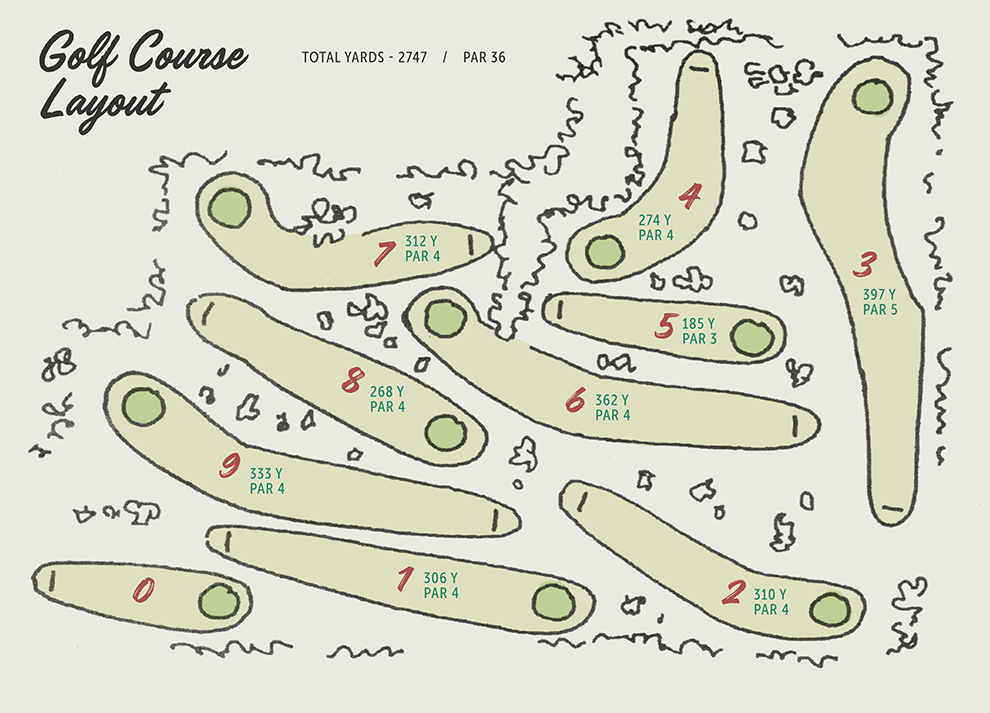 Golf Course
Layout
TOTAL YARDS - 2747 / PAR 36
4
274 Y
PAR 4
7
312 Y
PAR 4
3
397 Y
PAR 5
5
185 Y
PAR 3
8
268 Y
PAR 4
6
362 Y
PAR 4
9
333 Y
PAR 4
0
1
306 Y
PAR 4
2
310 Y
PAR 4